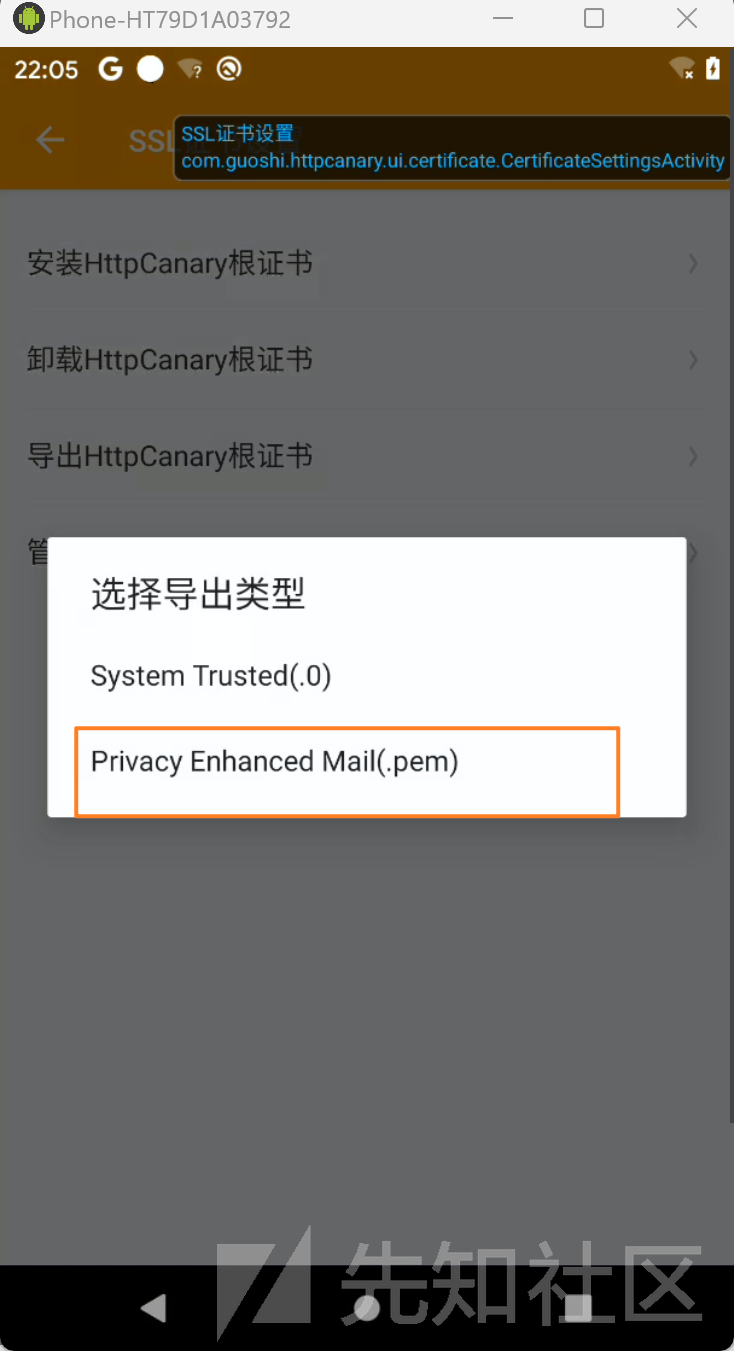 Phone-HT79D1A03792
22:05
SSL证书设置
com.guoshi.httpcanary.ui.certificate.CertificateSettingsActivity
SSL
安装HttpCanary根证书
卸载HttpCanary根证书
导出HttpCanary根证书
管
选择导出类型
System Trusted(.0)
Privacy Enhanced Mail(.pem)
先知社区